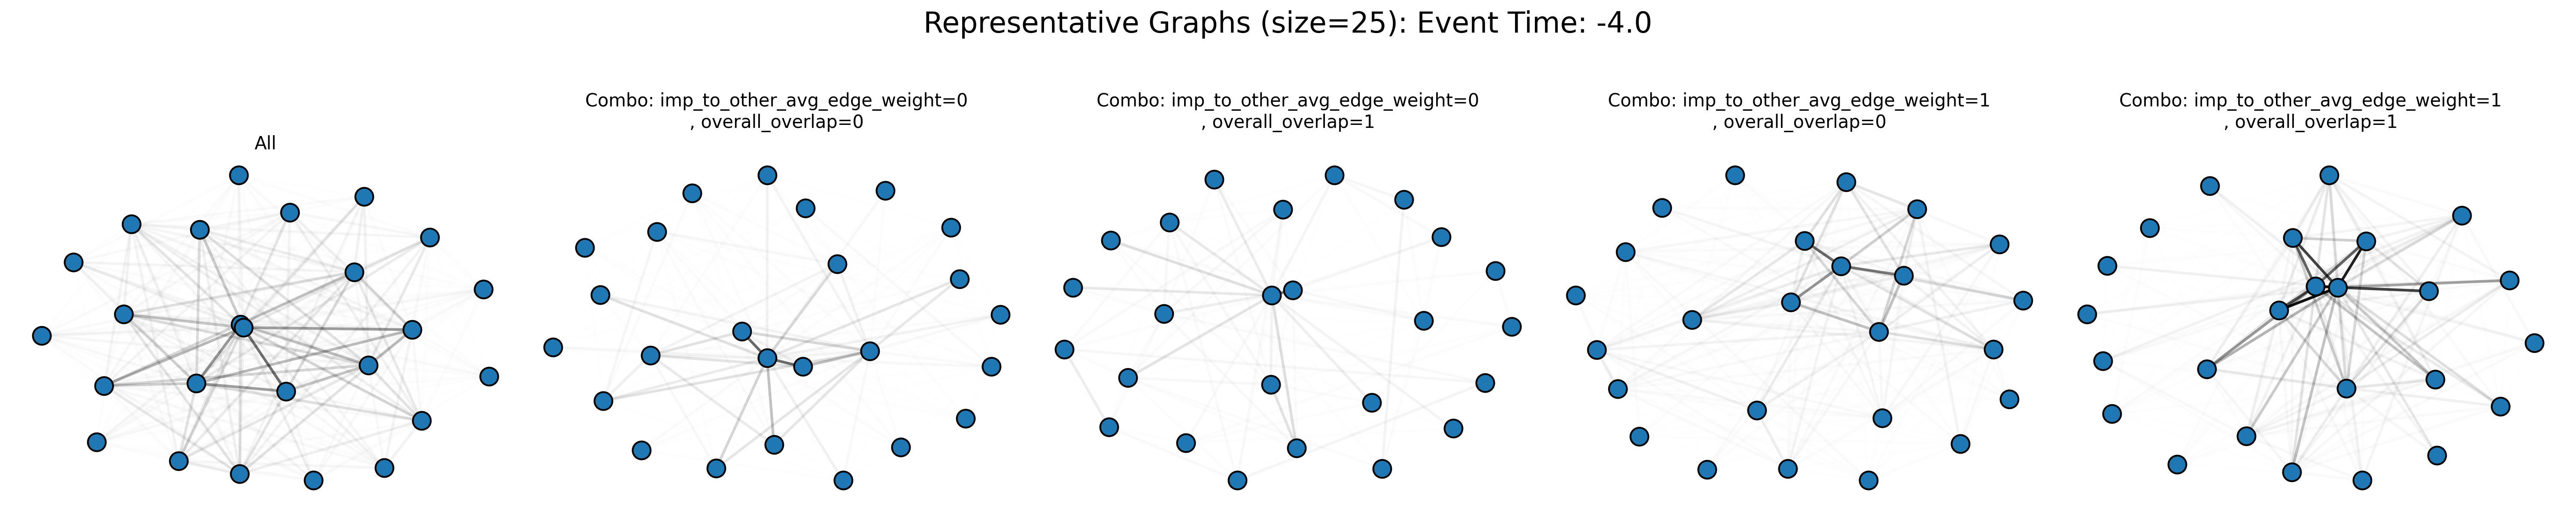 Representative Graphs (size=25): Event Time: -4.0
All
Combo: imp_to_other_avg_edge_weight=0
, overall_overlap=0
Combo: imp_to_other_avg_edge_weight=0
, overall_overlap=1
Combo: imp_to_other_avg_edge_weight=1
, overall_overlap=0
Combo: imp_to_other_avg_edge_weight=1
, overall_overlap=1